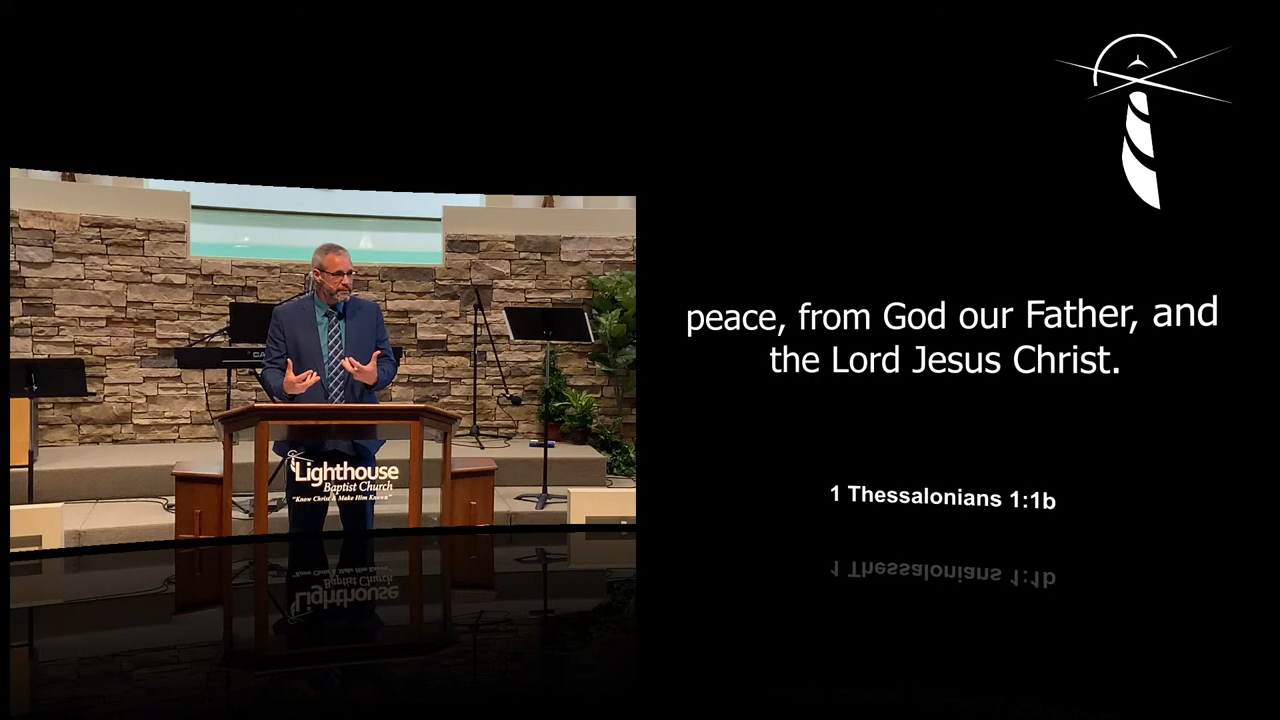 CA
Lighthouse
Baptist Church
"Know Christ & Make Him Known"
peace, from God our Father, and
the Lord Jesus Christ.
1 Thessalonians 1:1b